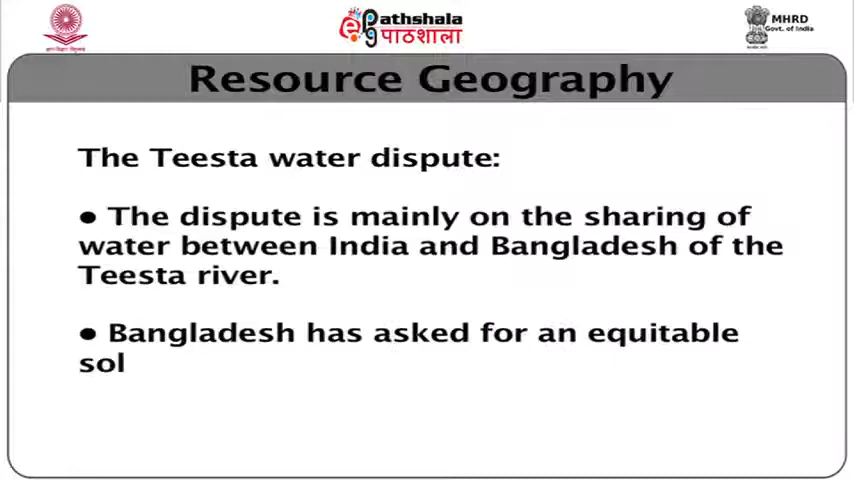 ePathshala
पाठशाला
MHRD
Govt. of India
Resource Geography
The Teesta water dispute:
● The dispute is mainly on the sharing of
water between India and Bangladesh of the
Teesta river.
● Bangladesh has asked for an equitable
sol